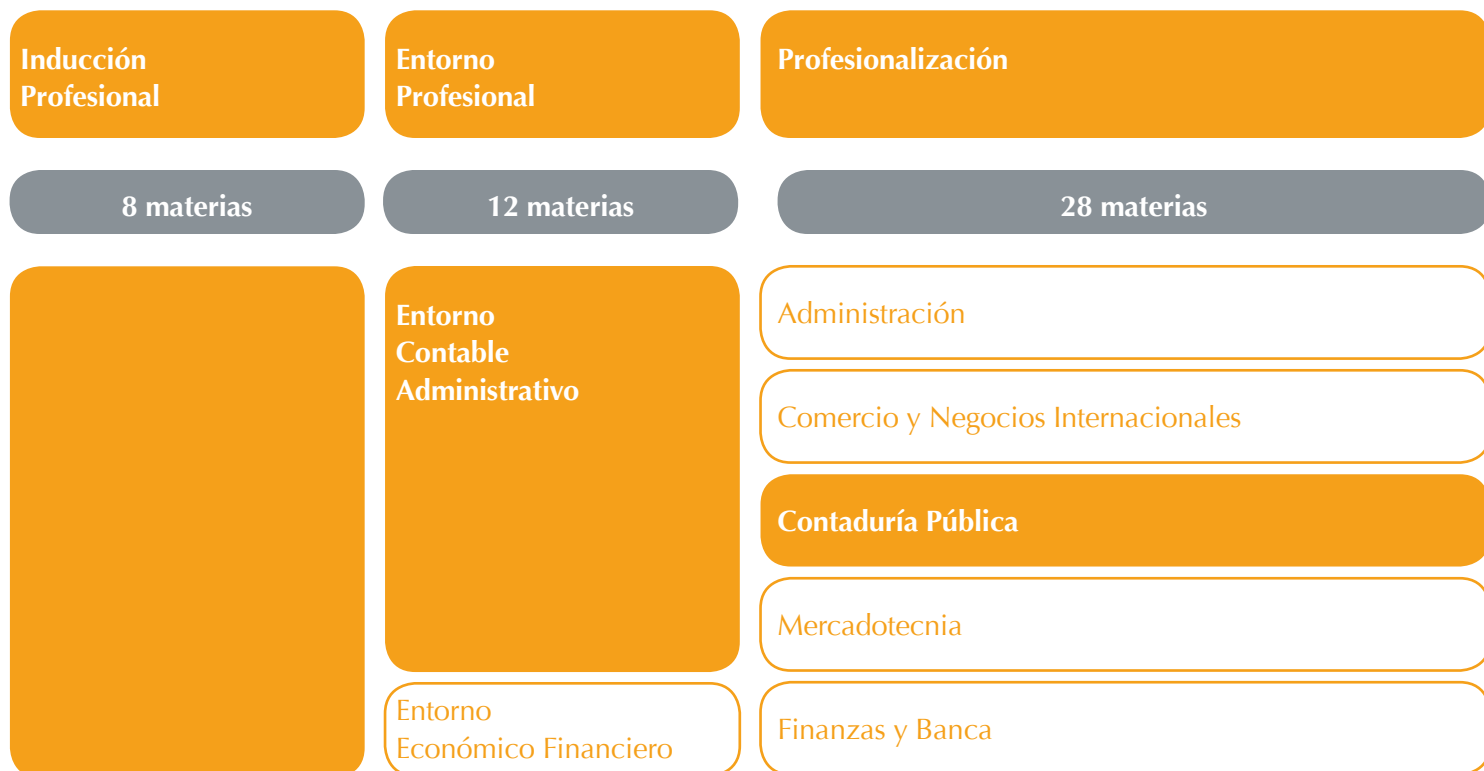 Inducción
Profesional
Entorno
Profesional
Profesionalización
8 materias
12 materias
28 materias
Entorno
Contable
Administrativo
Entorno
Económico Financiero
Administración
Comercio y Negocios Internacionales
Contaduría Pública
Mercadotecnia
Finanzas y Banca